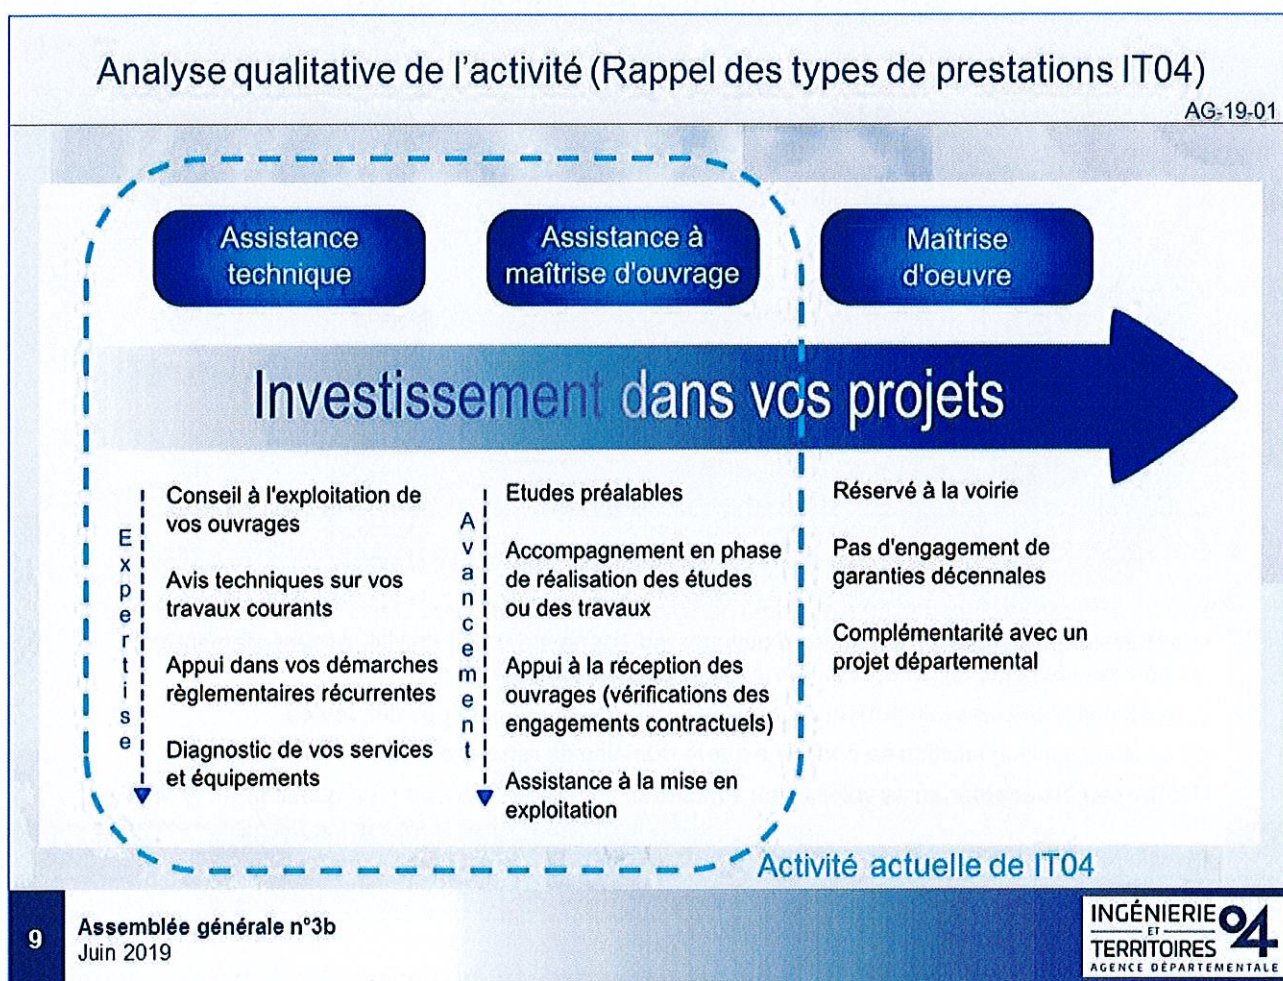 Analyse qualitative de l'activité (Rappel des types de prestations IT04)
AG-19-01
Assistance
technique
Assistance à
maîtrise d'ouvrage
Maîtrise
d'oeuvre
Investissement dans vos projets
Expertise
Conseil à l'exploitation de
vos ouvrages
Avis techniques sur vos
travaux courants
Appui dans vos démarches
règlementaires récurrentes
Diagnostic de vos services
et équipements
Avancement
Etudes préalables
Accompagnement en phase
de réalisation des études
ou des travaux
Appui à la réception des
ouvrages (vérifications des
engagements contractuels)
Assistance à la mise en
exploitation
Réservé à la voirie
Pas d'engagement de
garanties décennales
Complémentarité avec un
projet départemental
Activité actuelle de IT04
9
Assemblée générale n°3b
Juin 2019
INGÉNIERIE
ET
TERRITOIRES
04
AGENCE DÉPARTEMENTALE